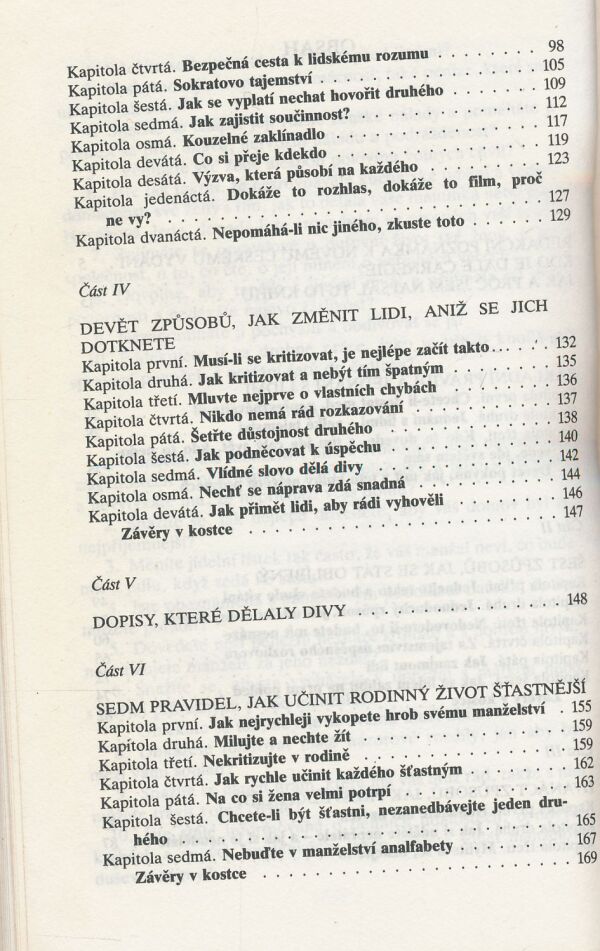 Kapitola čtvrtá. Bezpečná cesta k lidskému rozumu . . . . . . . . 98
Kapitola pátá. Sokratovo tajemství . . . . . . . . . . . . . . . . 105
Kapitola šestá. Jak se vyplatí nechat hovořit druhého . . . . . . . 109
Kapitola sedmá. Jak zajistit součinnost? . . . . . . . . . . . . . 112
Kapitola osmá. Kouzelné zaklínadlo . . . . . . . . . . . . . . . 117
Kapitola devátá. Co si přeje kdekdo . . . . . . . . . . . . . . . 119
Kapitola desátá. Výzva, která působí na každého . . . . . . . . . 123
Kapitola jedenáctá. Dokáže to rozhlas, dokáže to film, proč
ne vy? . . . . . . . . . . . . . . . . . . . . . . . . . . . 127
Kapitola dvanáctá. Nepomáhá-li nic jiného, zkuste toto . . . . . . 129
Část IV
DEVĚT ZPŮSOBŮ, JAK ZMĚNIT LIDI, ANIŽ SE JICH
DOTKNETE
Kapitola první. Musí-li se kritizovat, je nejlépe začít takto . . . . . . 132
Kapitola druhá. Jak kritizovat a nebýt tím špatným . . . . . . . . 135
Kapitola třetí. Mluvte nejprve o vlastních chybách . . . . . . . . 136
Kapitola čtvrtá. Nikdo nemá rád rozkazování . . . . . . . . . . 137
Kapitola pátá. Šetřte důstojnost druhého . . . . . . . . . . . . 138
Kapitola šestá. Jak podněcovat k úspěchu . . . . . . . . . . . . 140
Kapitola sedmá. Vlídné slovo dělá divy . . . . . . . . . . . . . 142
Kapitola osmá. Nechť se náprava zdá snadná . . . . . . . . . . 144
Kapitola devátá. Jak přimět lidi, aby rádi vyhověli . . . . . . . . 146
Závěry v kostce . . . . . . . . . . . . . . . . . . . . . . . 147
Část V
DOPISY, KTERÉ DĚLALY DIVY . . . . . . . . . . . . . . . 148
Část VI
SEDM PRAVIDEL, JAK UČINIT RODINNÝ ŽIVOT ŠŤASTNĚJŠÍ
Kapitola první. Jak nejrychleji vykopete hrob svému manželství . 155
Kapitola druhá. Milujte a nechte žít . . . . . . . . . . . . . . . 159
Kapitola třetí. Nekritizujte v rodině . . . . . . . . . . . . . . . 159
Kapitola čtvrtá. Jak rychle učinit každého šťastným . . . . . . . 162
Kapitola pátá. Na co si žena velmi potrpí . . . . . . . . . . . . 163
Kapitola šestá. Chcete-li být šťastni, nezanedbávejte jeden dru-
hého . . . . . . . . . . . . . . . . . . . . . . . . . . . . 165
Kapitola sedmá. Nebuďte v manželství analfabety . . . . . . . . 167
Závěry v kostce . . . . . . . . . . . . . . . . . . . . . . . 169